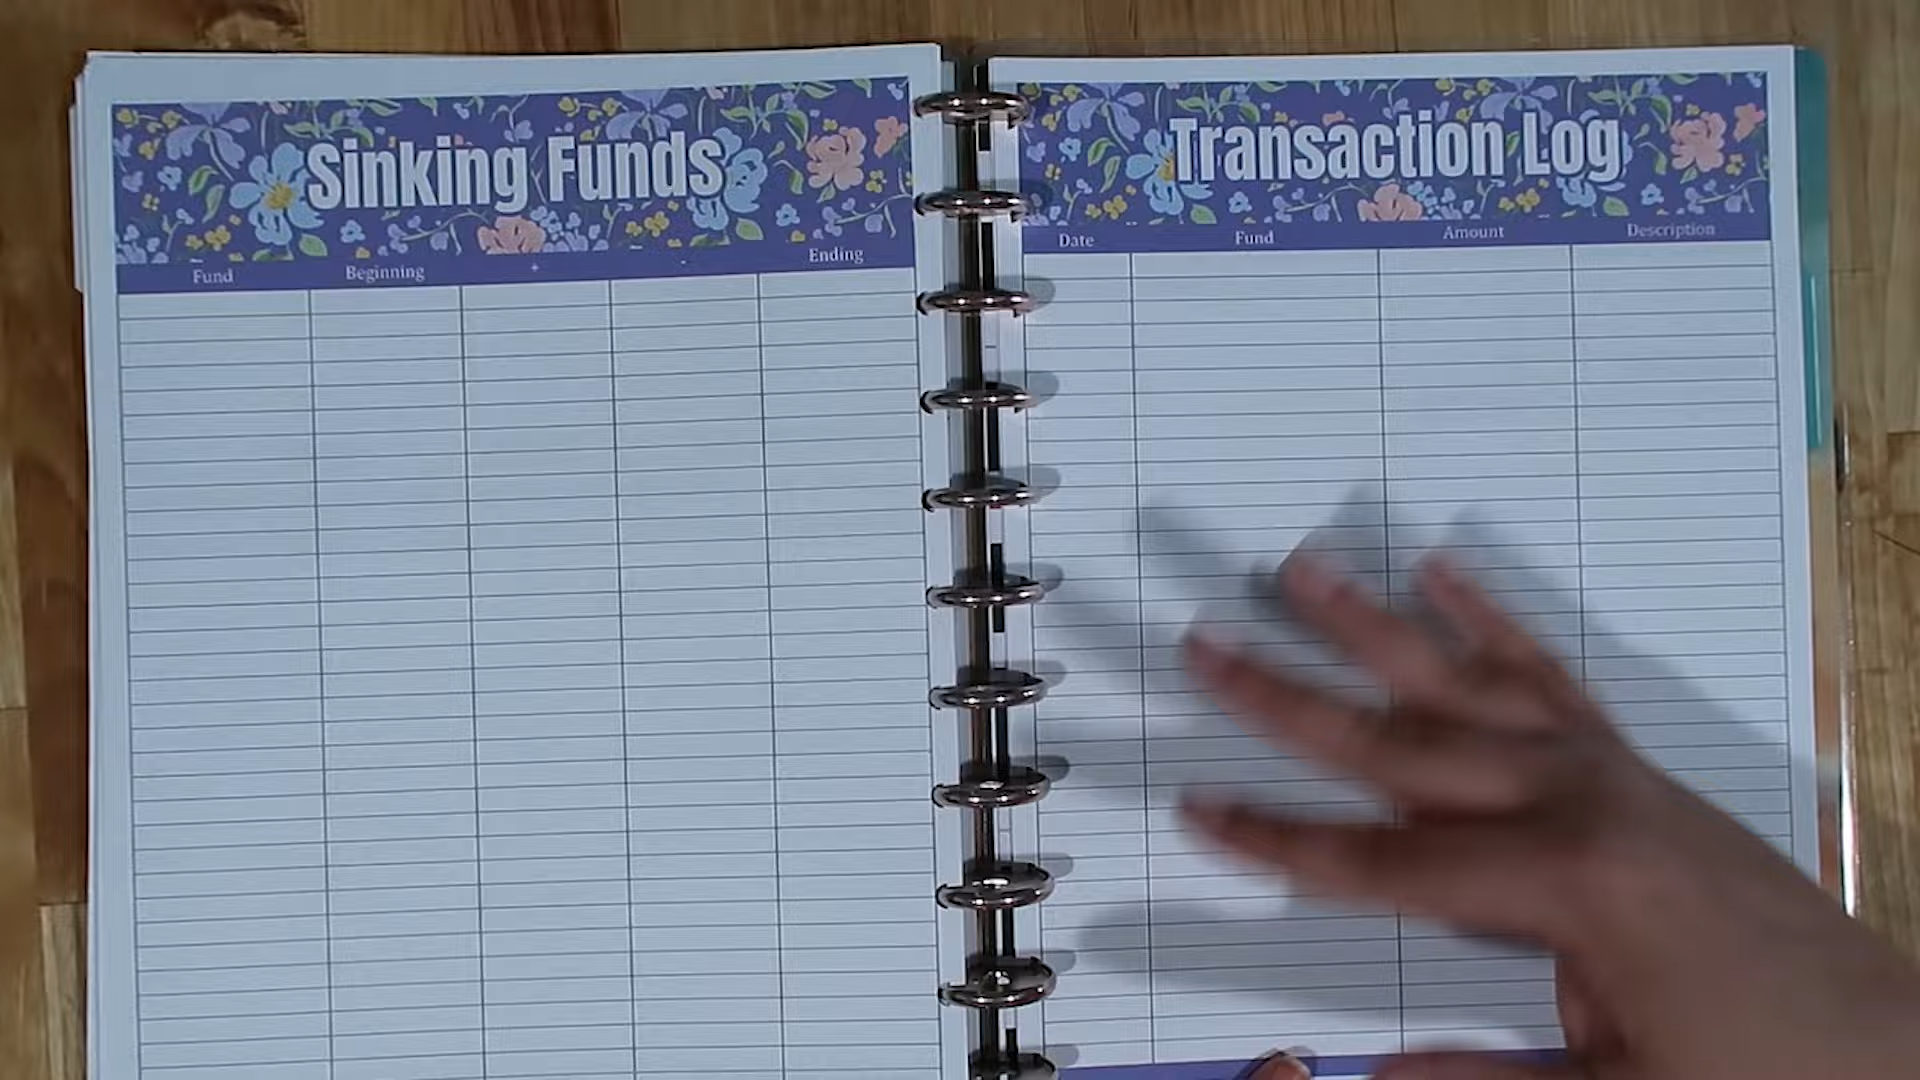 Sinking Funds
Fund Beginning + - Ending
Transaction Log
Date Fund Amount Description